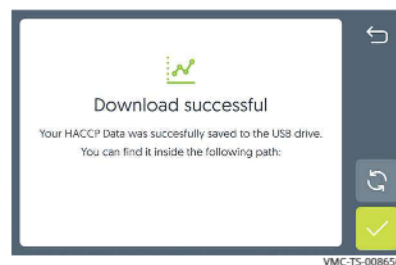 Download successful
Your HACCP Data was succesfully saved to the USB drive.
You can find it inside the following path:
VMC-TS-00865